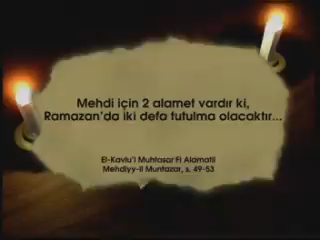 Mehdi için 2 alamet vardır ki,
Ramazan'da iki defa tutulma olacaktır...
El-Kavlu'l Muhtasar Fi Alamatil
Mehdiyy-il Muntazar, s. 49-53